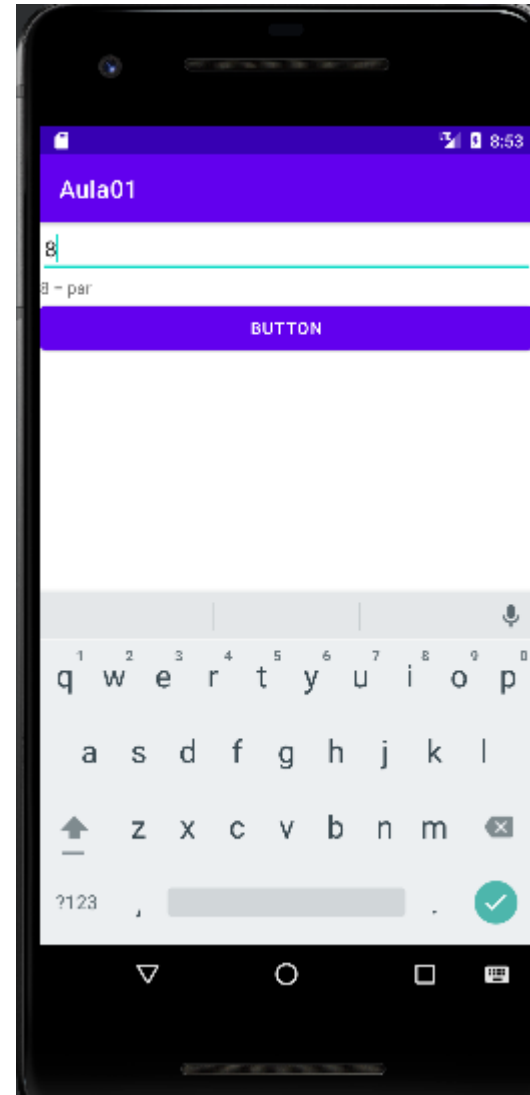 8:53
Aula01
8
8 - par
BUTTON
1 2 3 4 5 6 7 8 9 0
q w e r t y u i o p
a s d f g h j k l
z x c v b n m
?123 , .